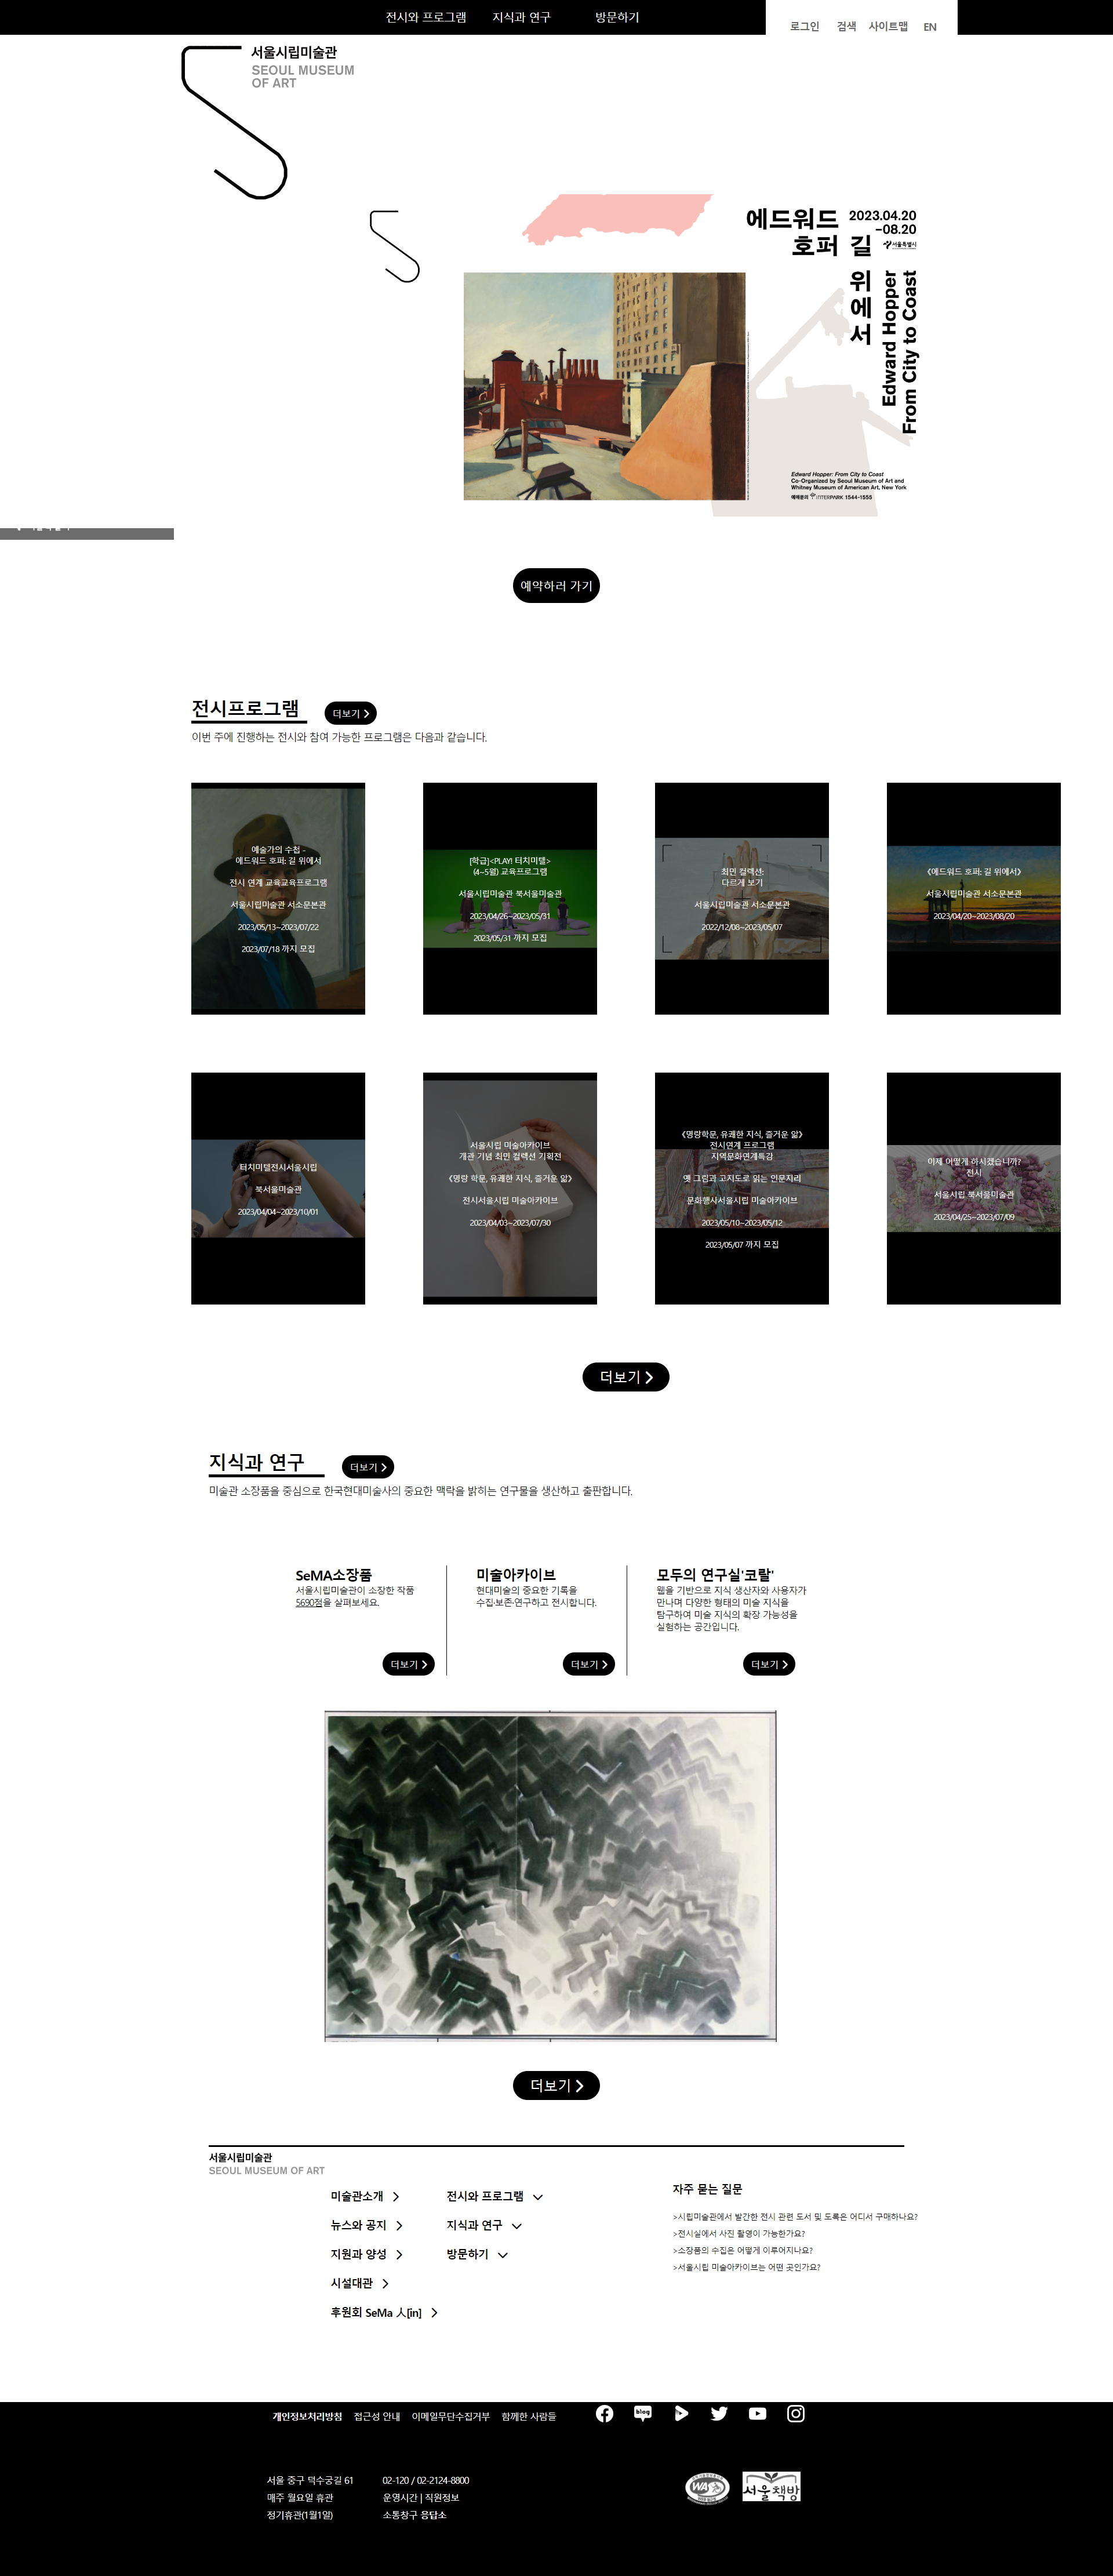 전시와 프로그램 지식과 연구 방문하기
로그인 검색 사이트맵 EN
서울시립미술관
SEOUL MUSEUM
OF ART
에드워드
호퍼 길
위에서
2023.04.20
-08.20
서울특별시
Edward Hopper
From City to Coast
Edward Hopper: From City to Coast
Co-Organized by Seoul Museum of Art and
Whitney Museum of American Art, New York
예매문의 INTERPARK 1544-1555
예약하러 가기
전시프로그램
더보기
이번 주에 진행하는 전시와 참여 가능한 프로그램은 다음과 같습니다.
예술가의 수첩 -
에드워드 호퍼: 길 위에서
전시 연계 교육교육프로그램
서울시립미술관 서소문본관
2023/05/13~2023/07/22
2023/07/18 까지 모집
[학급]<PLAY! 터치미텔>
(4~5월) 교육프로그램
서울시립미술관 북서울미술관
2023/04/26~2023/05/31
2023/05/31 까지 모집
최민 컬렉션:
다르게 보기
서울시립미술관 서소문본관
2022/12/08~2023/05/07
《에드워드 호퍼: 길 위에서》
서울시립미술관 서소문본관
2023/04/20~2023/08/20
터치미텔전시서울시립
북서울미술관
2023/04/04~2023/10/01
서울시립 미술아카이브
개관 기념 최민 컬렉션 기획전
《명랑 학문, 유쾌한 지식, 즐거운 앎》
전시서울시립 미술아카이브
2023/04/03~2023/07/30
《명랑학문, 유쾌한 지식, 즐거운 앎》
전시연계 프로그램
지역문화연계특강
옛 그림과 고지도로 읽는 인문지리
문화행사서울시립 미술아카이브
2023/05/10~2023/05/12
2023/05/07 까지 모집
이제 어떻게 하시겠습니까?
전시
서울시립 북서울미술관
2023/04/25~2023/07/09
더보기
지식과 연구
더보기
미술관 소장품을 중심으로 한국현대미술사의 중요한 맥락을 밝히는 연구물을 생산하고 출판합니다.
SeMA소장품
서울시립미술관이 소장한 작품
5690점을 살펴보세요.
더보기
미술아카이브
현대미술의 중요한 기록을
수집·보존·연구하고 전시합니다.
더보기
모두의 연구실'코랄'
웹을 기반으로 지식 생산자와 사용자가
만나며 다양한 형태의 미술 지식을
탐구하여 미술 지식의 확장 가능성을
실험하는 공간입니다.
더보기
더보기
서울시립미술관
SEOUL MUSEUM OF ART
미술관소개
뉴스와 공지
지원과 양성
시설대관
후원회 SeMa 人[in]
전시와 프로그램
지식과 연구
방문하기
자주 묻는 질문
>시립미술관에서 발간한 전시 관련 도서 및 도록은 어디서 구매하나요?
>전시실에서 사진 촬영이 가능한가요?
>소장품의 수집은 어떻게 이루어지나요?
>서울시립 미술아카이브는 어떤 곳인가요?
개인정보처리방침 접근성 안내 이메일무단수집거부 함께한 사람들
blog
서울 중구 덕수궁길 61
매주 월요일 휴관
정기휴관(1월1일)
02-120 / 02-2124-8800
운영시간 | 직원정보
소통창구 응답소
WA
서울책방